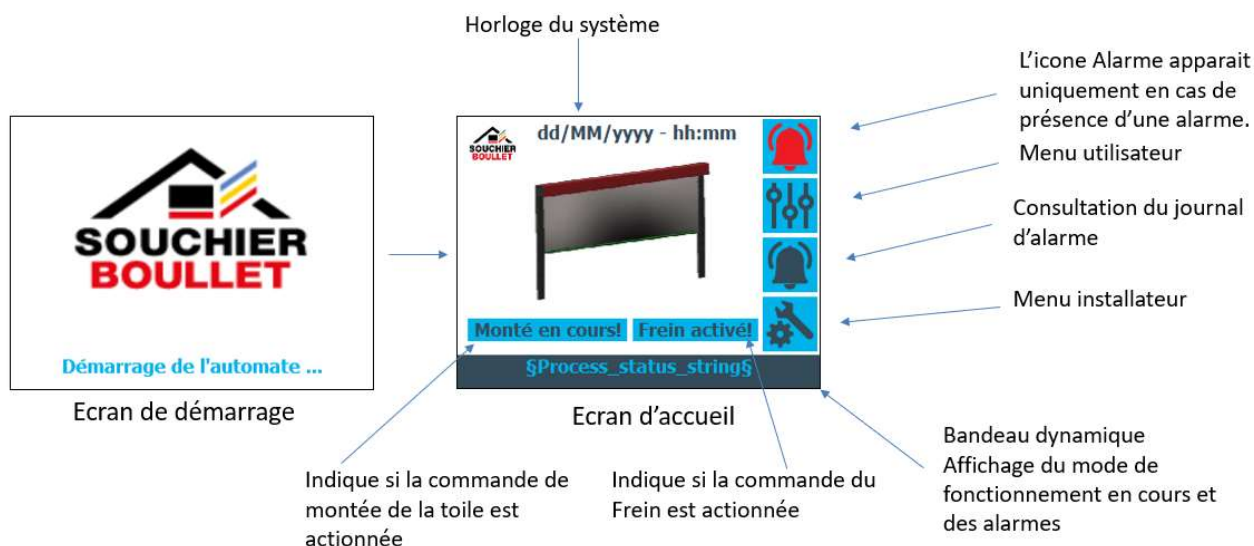 Horloge du système
L'icone Alarme apparait
uniquement en cas de
présence d'une alarme.
Menu utilisateur
Consultation du journal
d'alarme
Menu installateur
SOUCHIER
BOULLET
Démarrage de l'automate ...
Ecran de démarrage
SOUCHIER
BOULLET
dd/MM/yyyy - hh:mm
Monté en cours!
Frein activé!
§Process_status_string§
Ecran d'accueil
Indique si la commande de
montée de la toile est
actionnée
Indique si la commande du
Frein est actionnée
Bandeau dynamique
Affichage du mode de
fonctionnement en cours et
des alarmes